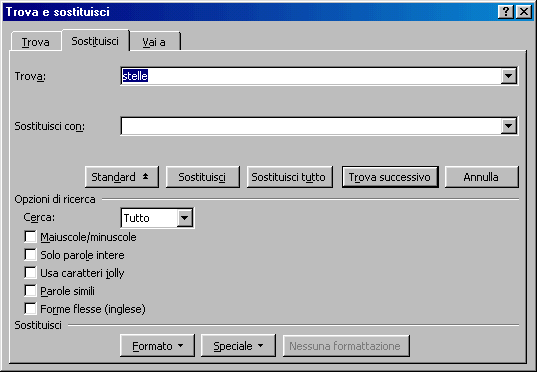 Trova e sostituisci
Trova Sostituisci Vai a
Trova: stelle
Sostituisci con:
Standard Sostituisci Sostituisci tutto Trova successivo Annulla
Opzioni di ricerca
Cerca: Tutto
Maiuscole/minuscole
Solo parole intere
Usa caratteri jolly
Parole simili
Forme flesse (inglese)
Sostituisci
Formato Speciale Nessuna formattazione